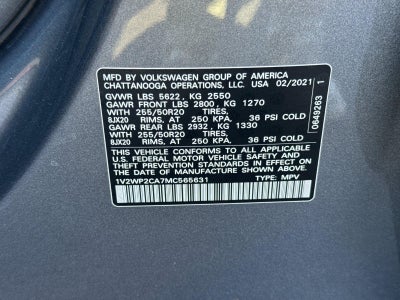 MFD BY VOLKSWAGEN GROUP OF AMERICA
CHATTANOOGA OPERATIONS, LLC. USA 02/2021
GVWR LBS 5622, KG 2550
GAWR FRONT LBS 2800, KG 1270
WITH 255/50R20 TIRES,
8JX20 RIMS, AT 250 KPA. 36 PSI COLD
GAWR REAR LBS 2932, KG 1330
WITH 255/50R20 TIRES,
8JX20 RIMS, AT 250 KPA. 36 PSI COLD
THIS VEHICLE CONFORMS TO ALL APPLICABLE
U.S. FEDERAL MOTOR VEHICLE SAFETY, BUMPER, AND
THEFT PREVENTION STANDARDS IN EFFECT ON
THE DATE OF MANUFACTURE SHOWN ABOVE.
1V2WP2CA7MC565631 TYPE: MPV
0649263 1